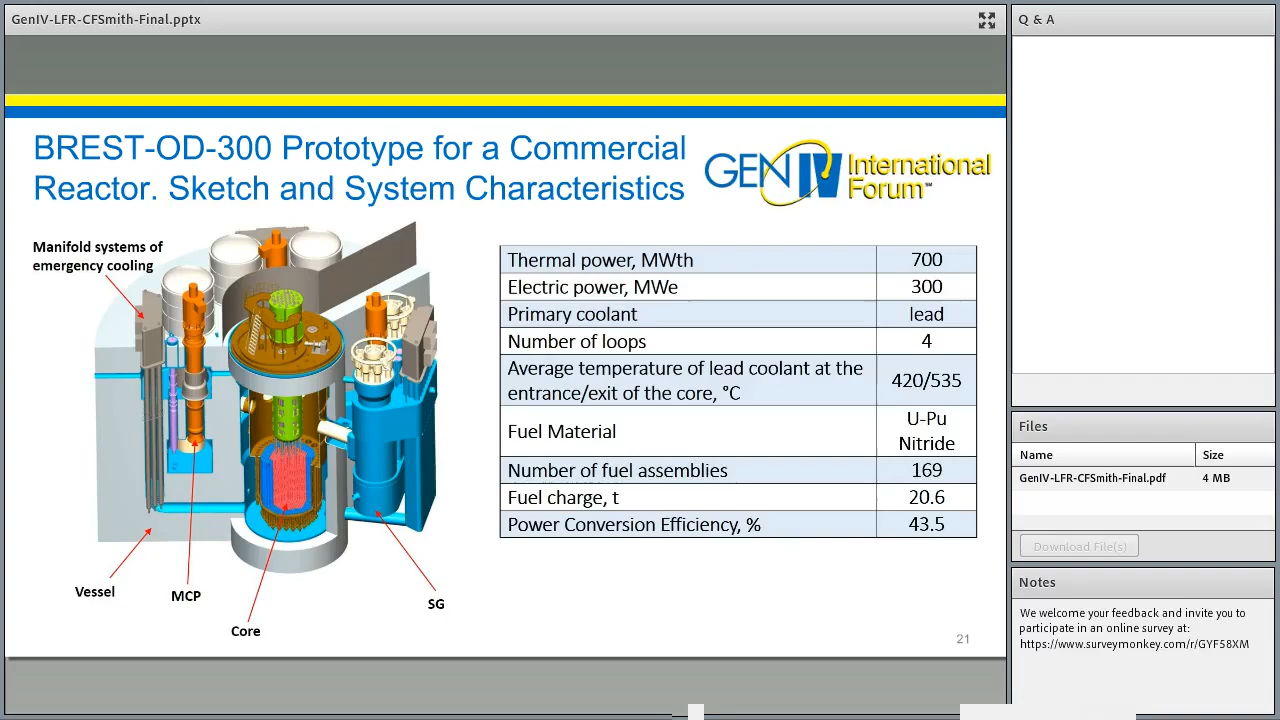 GenIV-LFR-CFSmith-Final.pptx
BREST-OD-300 Prototype for a Commercial
Reactor. Sketch and System Characteristics
GEN IV International
Forum™
Manifold systems of
emergency cooling
Vessel
MCP
Core
SG
Thermal power, MWth 700
Electric power, MWe 300
Primary coolant lead
Number of loops 4
Average temperature of lead coolant at the
entrance/exit of the core, °C 420/535
Fuel Material U-Pu
Nitride
Number of fuel assemblies 169
Fuel charge, t 20.6
Power Conversion Efficiency, % 43.5
21
Q & A
Files
Name Size
GenIV-LFR-CFSmith-Final.pdf 4 MB
Download File(s)
Notes
We welcome your feedback and invite you to
participate in an online survey at:
https://www.surveymonkey.com/r/GYF58XM